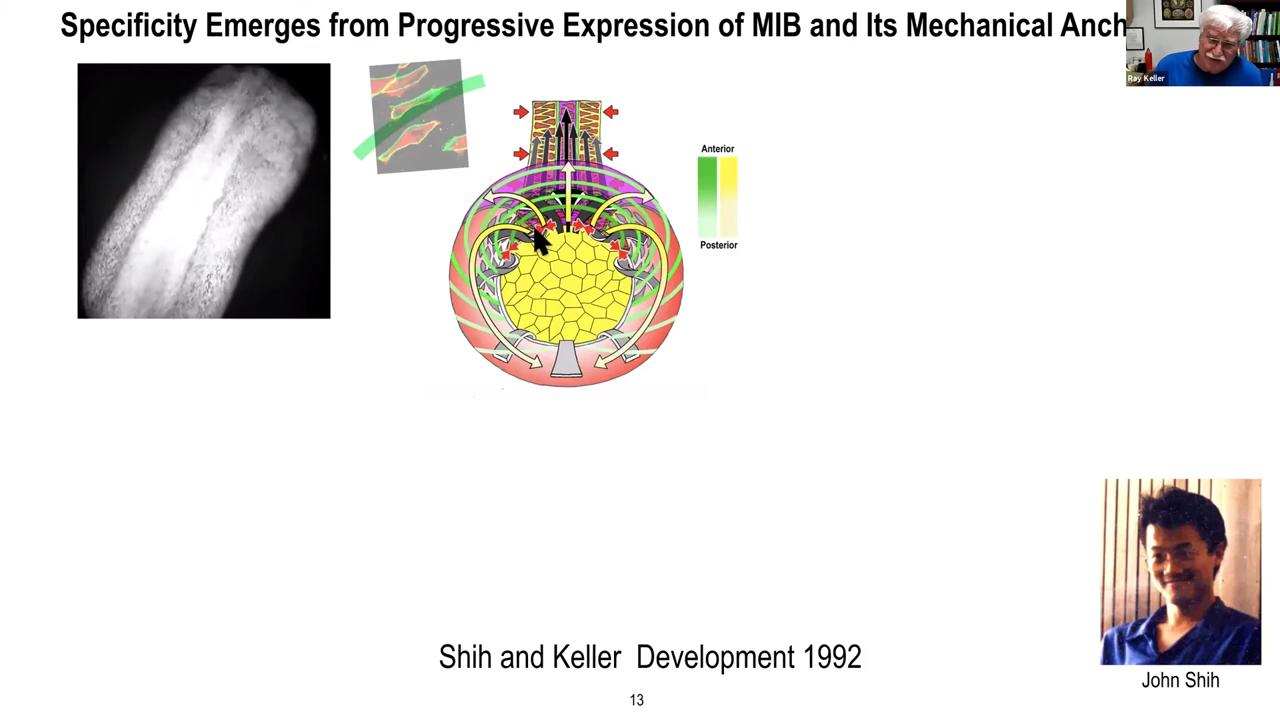 Specificity Emerges from Progressive Expression of MIB and Its Mechanical Anch
Ray Keller
Anterior
Posterior
Shih and Keller Development 1992
John Shih
13